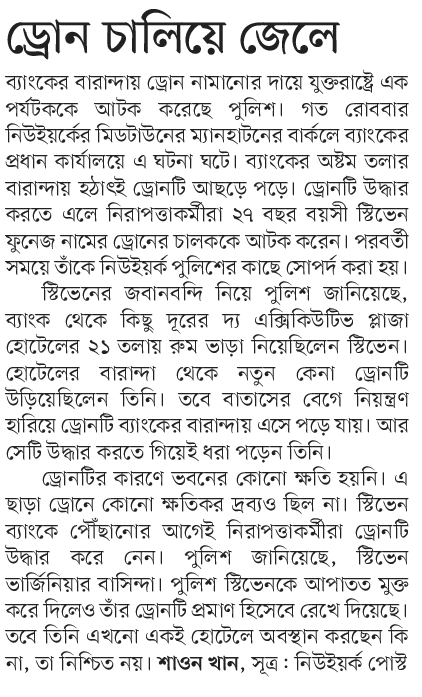 ড্রোন চালিয়ে জেলে
ব্যাংকের বারান্দায় ড্রোন নামানোর দায়ে যুক্তরাষ্ট্রে এক
পর্যটককে আটক করেছে পুলিশ। গত রোববার
নিউইয়র্কের মিডটাউনের ম্যানহাটনের বার্কলে ব্যাংকের
প্রধান কার্যালয়ে এ ঘটনা ঘটে। ব্যাংকের অষ্টম তলার
বারান্দায় হঠাৎই ড্রোনটি আছড়ে পড়ে। ড্রোনটি উদ্ধার
করতে এলে নিরাপত্তাকর্মীরা ২৭ বছর বয়সী স্টিভেন
ফুনেজ নামের ড্রোনের চালককে আটক করেন। পরবর্তী
সময়ে তাঁকে নিউইয়র্ক পুলিশের কাছে সোপর্দ করা হয়।
স্টিভেনের জবানবন্দি নিয়ে পুলিশ জানিয়েছে,
ব্যাংক থেকে কিছু দূরের দ্য এক্সিকিউটিভ প্লাজা
হোটেলের ২১ তলায় রুম ভাড়া নিয়েছিলেন স্টিভেন।
হোটেলের বারান্দা থেকে নতুন কেনা ড্রোনটি
উড়িয়েছিলেন তিনি। তবে বাতাসের বেগে নিয়ন্ত্রণ
হারিয়ে ড্রোনটি ব্যাংকের বারান্দায় এসে পড়ে যায়। আর
সেটি উদ্ধার করতে গিয়েই ধরা পড়েন তিনি।
ড্রোনটির কারণে ভবনের কোনো ক্ষতি হয়নি। এ
ছাড়া ড্রোনে কোনো ক্ষতিকর দ্রব্যও ছিল না। স্টিভেন
ব্যাংকে পৌঁছানোর আগেই নিরাপত্তাকর্মীরা ড্রোনটি
উদ্ধার করে নেন। পুলিশ জানিয়েছে, স্টিভেন
ভার্জিনিয়ার বাসিন্দা। পুলিশ স্টিভেনকে আপাতত মুক্ত
করে দিলেও তাঁর ড্রোনটি প্রমাণ হিসেবে রেখে দিয়েছে।
তবে তিনি এখনো একই হোটেলে অবস্থান করছেন কি
না, তা নিশ্চিত নয়। শাওন খান, সূত্র : নিউইয়র্ক পোস্ট